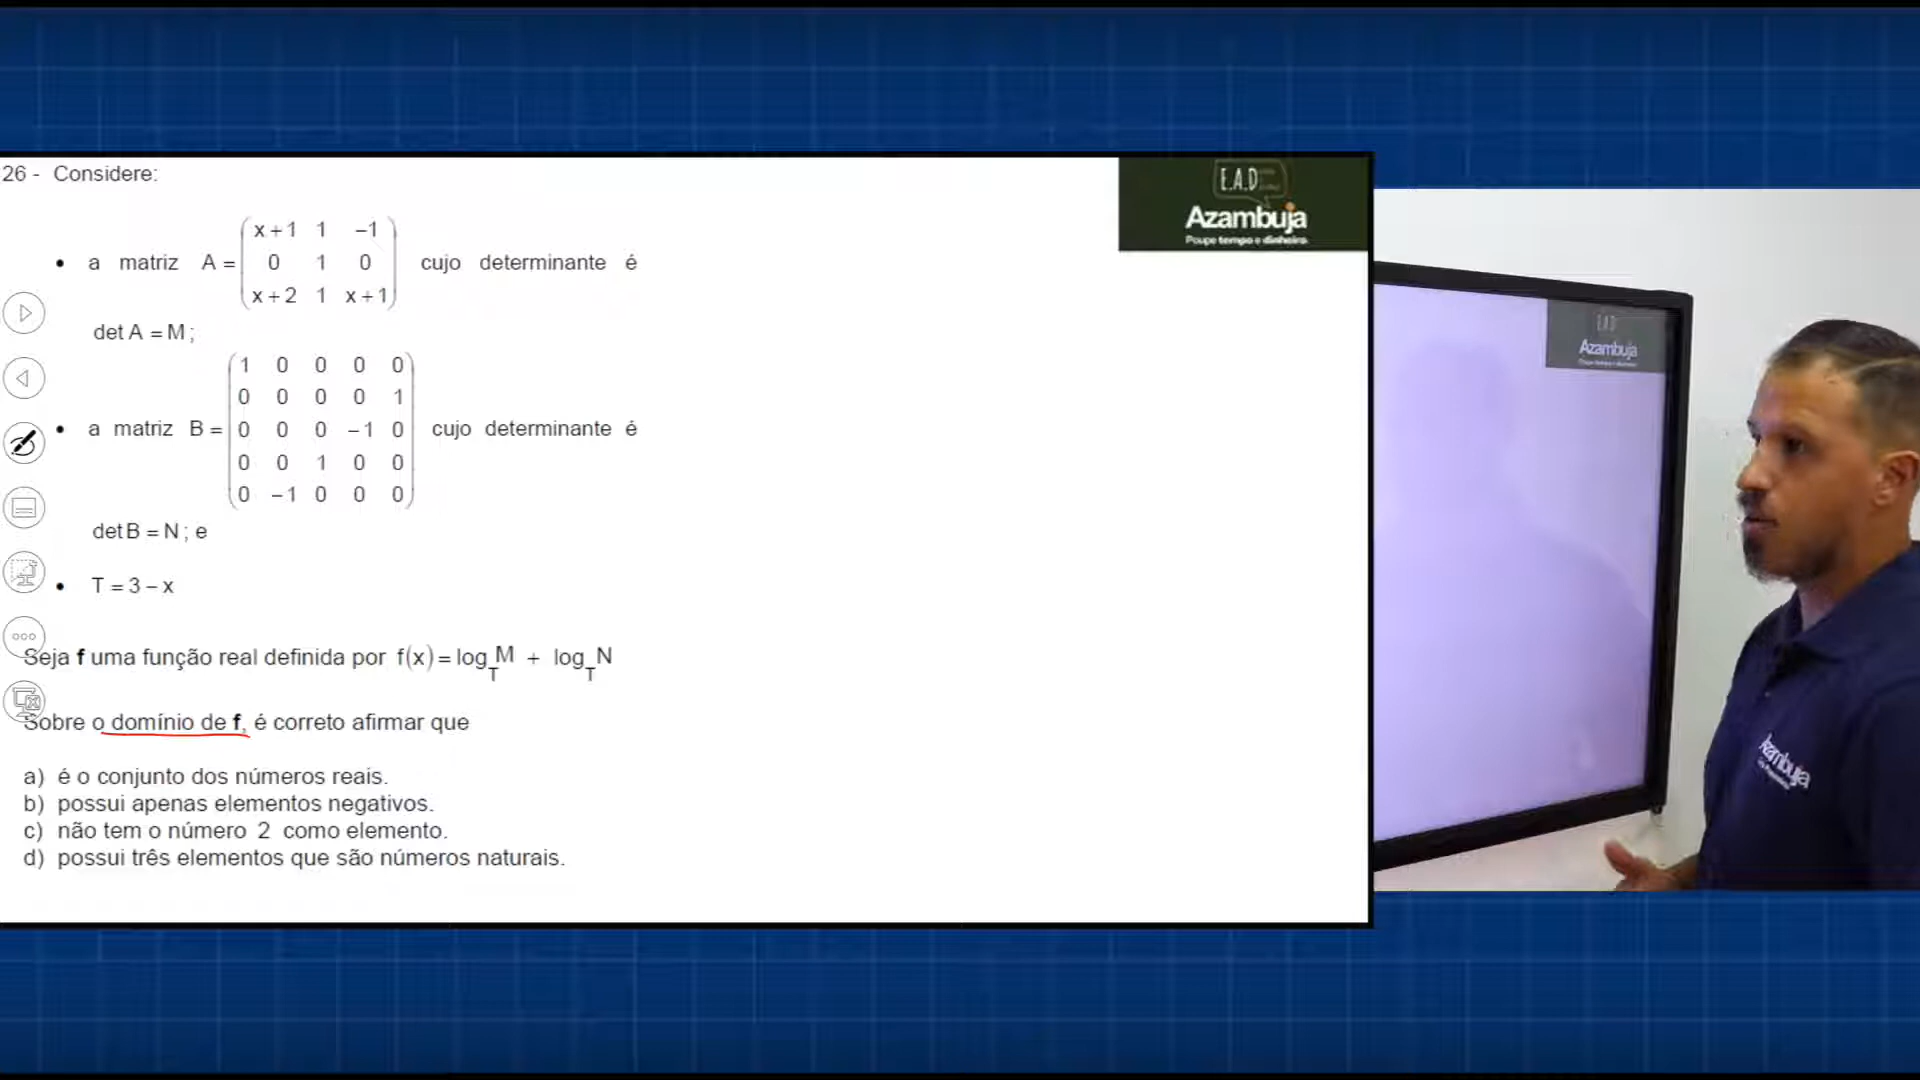 26 - Considere:
• a matriz A = (x+1 1 −1
0 1 0
x+2 1 x+1) cujo determinante é
det A = M ;
• a matriz B = (1 0 0 0 0
0 0 0 0 1
0 0 0 −1 0
0 0 1 0 0
0 −1 0 0 0) cujo determinante é
det B = N ; e
• T = 3 − x
Seja f uma função real definida por f(x) = log_T M + log_T N
Sobre o domínio de f, é correto afirmar que
a) é o conjunto dos números reais.
b) possui apenas elementos negativos.
c) não tem o número 2 como elemento.
d) possui três elementos que são números naturais.
E.A.D
Azambuja
Poupe tempo e dinheiro.
EAD
Azambuja
Azambuja